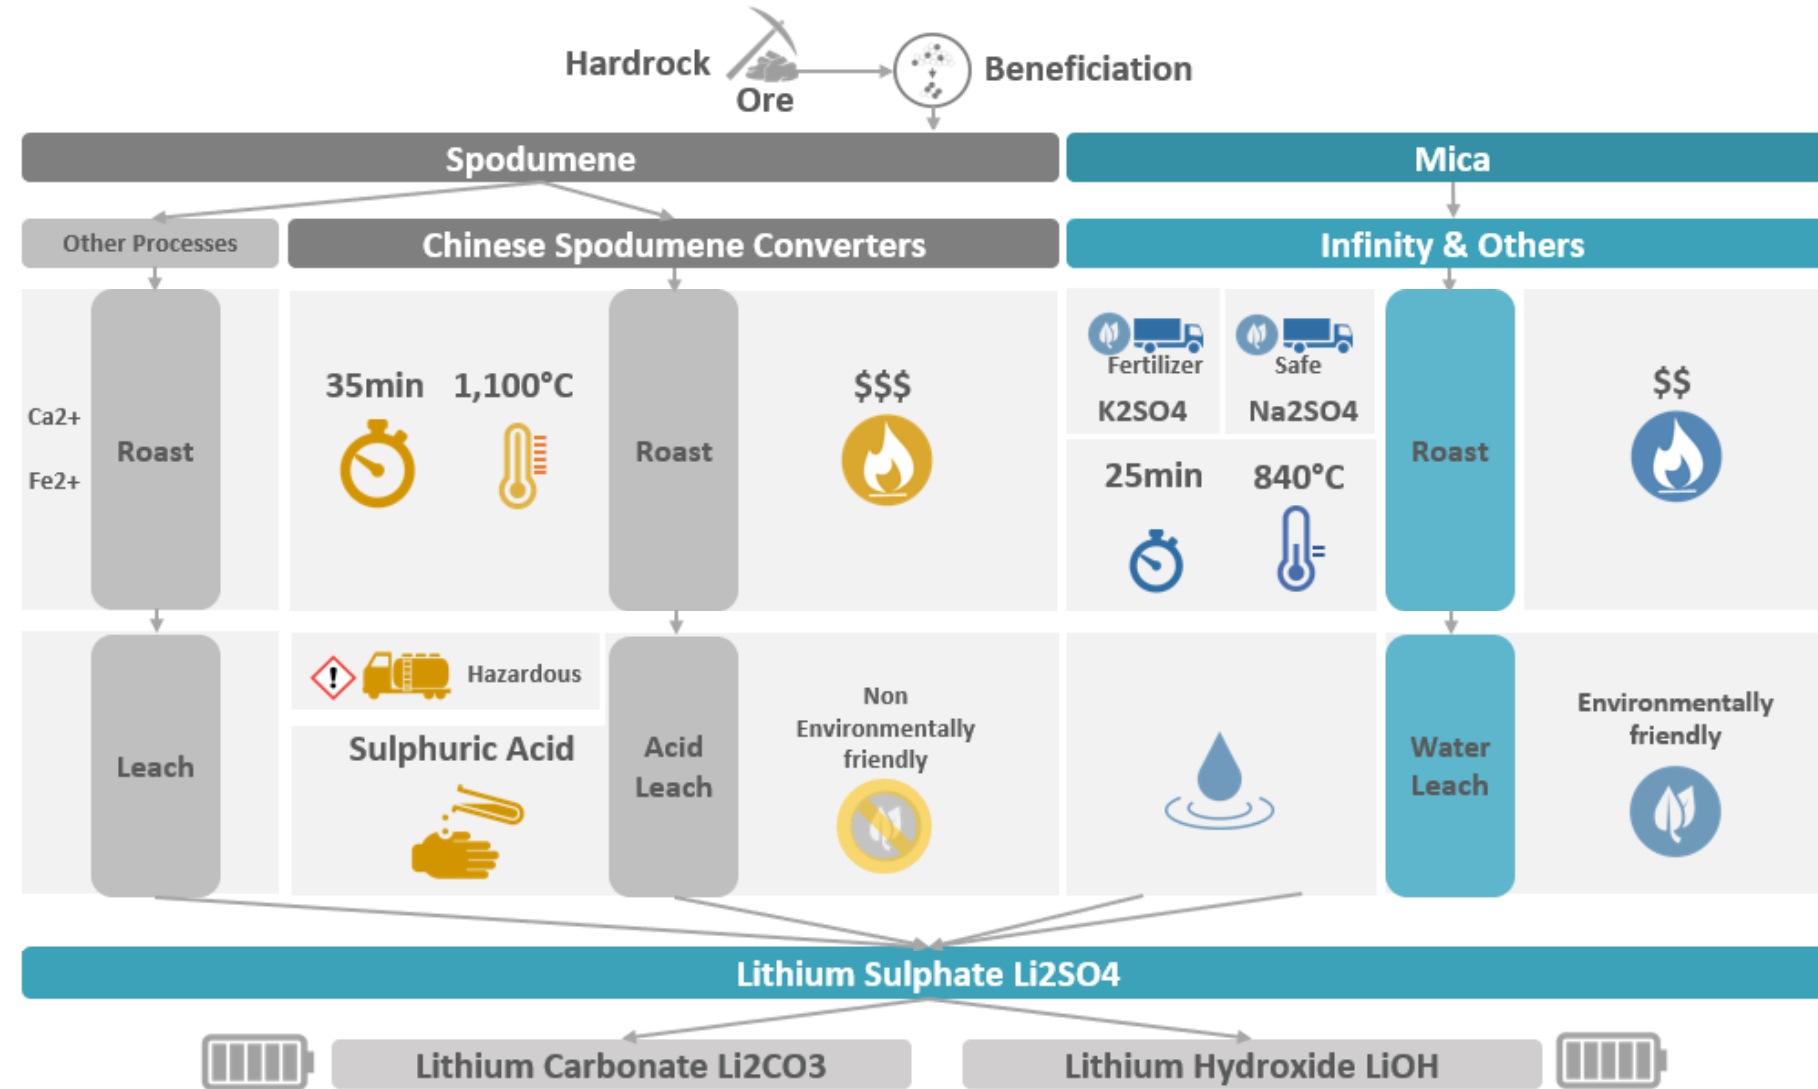 Hardrock
Ore
Beneficiation
Spodumene
Mica
Other Processes
Chinese Spodumene Converters
Infinity & Others
Ca2+
Fe2+
Roast
35min
1,100°C
Roast
$$$
Fertilizer
K2SO4
Safe
Na2SO4
25min
840°C
Roast
$$
Leach
!
Hazardous
Sulphuric Acid
Acid
Leach
Non
Environmentally
friendly
Water
Leach
Environmentally
friendly
Lithium Sulphate Li2SO4
Lithium Carbonate Li2CO3
Lithium Hydroxide LiOH